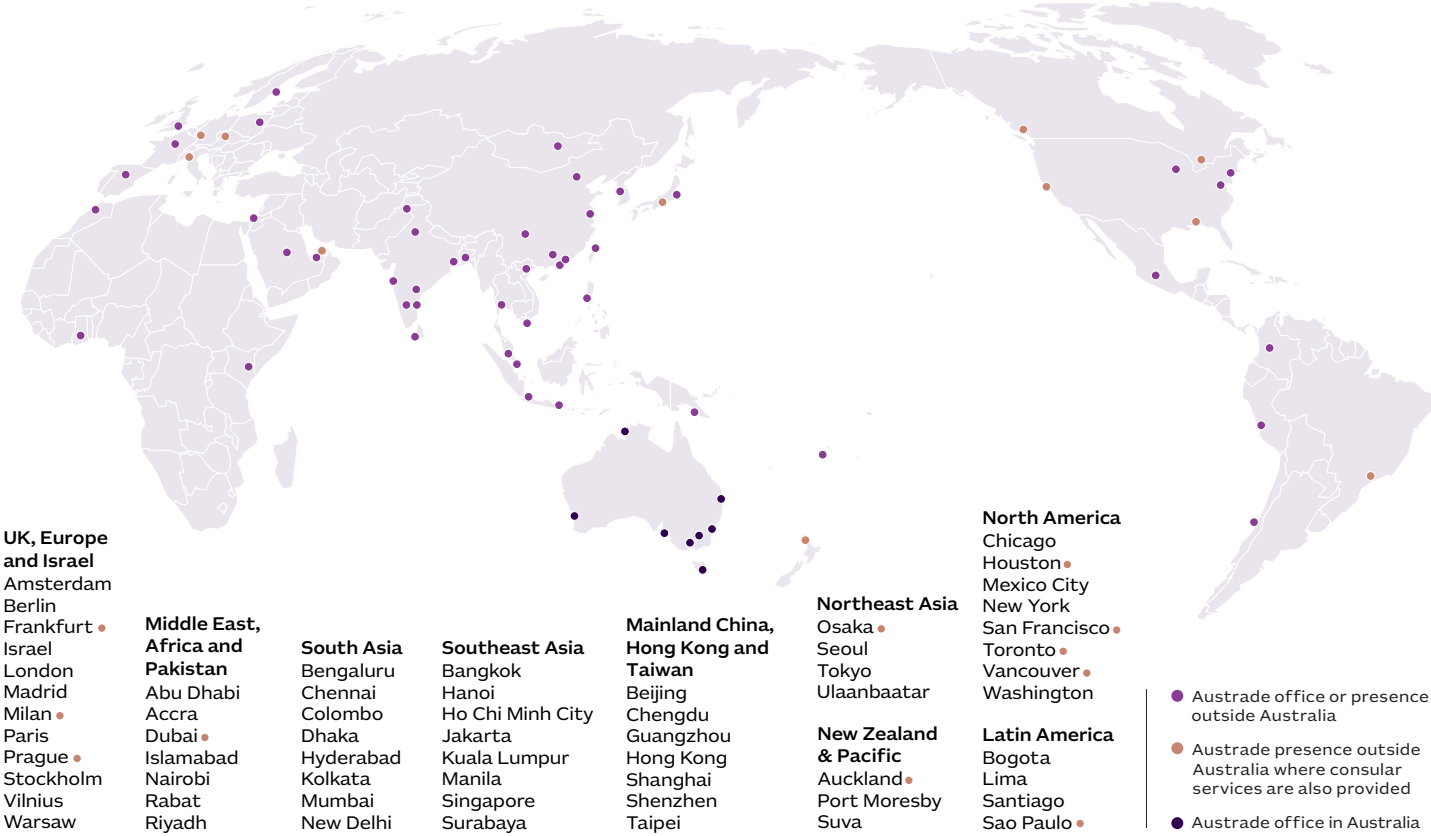 UK, Europe
and Israel
Amsterdam
Berlin
Frankfurt
Israel
London
Madrid
Milan
Paris
Prague
Stockholm
Vilnius
Warsaw
Middle East,
Africa and
Pakistan
Abu Dhabi
Accra
Dubai
Islamabad
Nairobi
Rabat
Riyadh
South Asia
Bengaluru
Chennai
Colombo
Dhaka
Hyderabad
Kolkata
Mumbai
New Delhi
Southeast Asia
Bangkok
Hanoi
Ho Chi Minh City
Jakarta
Kuala Lumpur
Manila
Singapore
Surabaya
Mainland China,
Hong Kong and
Taiwan
Beijing
Chengdu
Guangzhou
Hong Kong
Shanghai
Shenzhen
Taipei
Northeast Asia
Osaka
Seoul
Tokyo
Ulaanbaatar
New Zealand
& Pacific
Auckland
Port Moresby
Suva
North America
Chicago
Houston
Mexico City
New York
San Francisco
Toronto
Vancouver
Washington
Latin America
Bogota
Lima
Santiago
Sao Paulo
Austrade office or presence
outside Australia
Austrade presence outside
Australia where consular
services are also provided
Austrade office in Australia